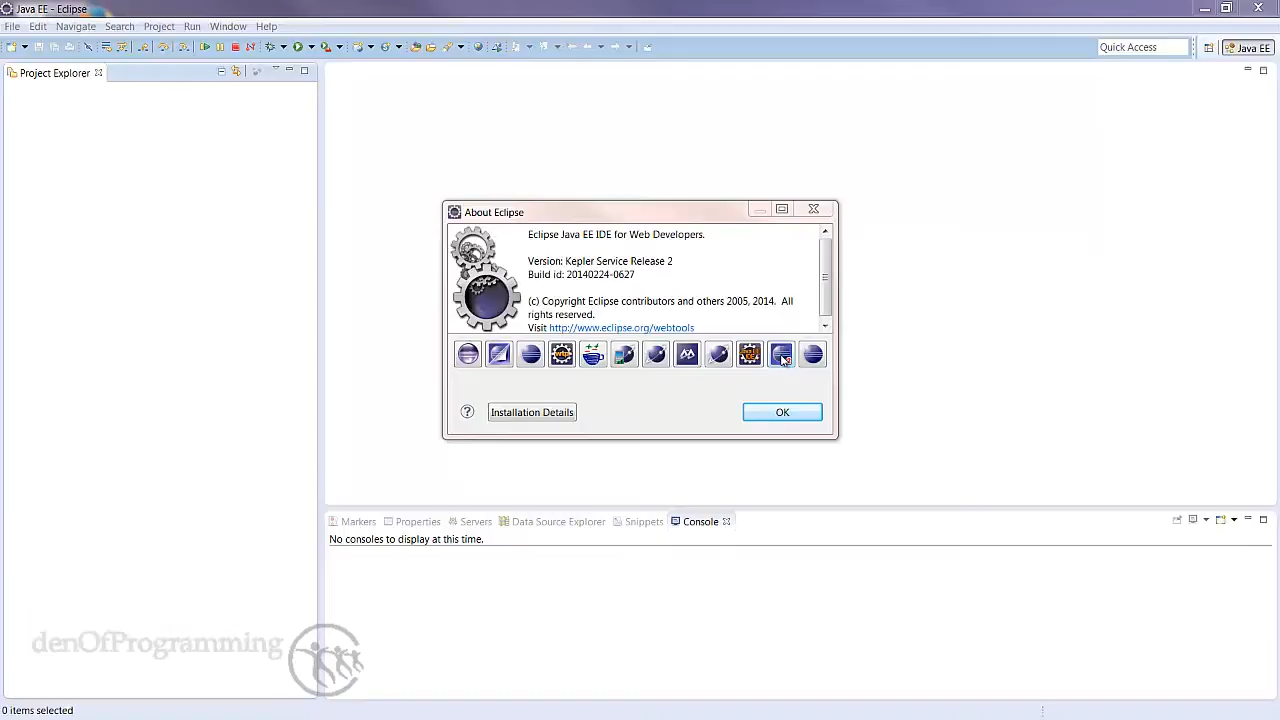 Java EE - Eclipse
File Edit Navigate Search Project Run Window Help
Quick Access
Java EE
Project Explorer
About Eclipse
Eclipse Java EE IDE for Web Developers.
Version: Kepler Service Release 2
Build id: 20140224-0627
(c) Copyright Eclipse contributors and others 2005, 2014. All
rights reserved.
Visit http://www.eclipse.org/webtools
Installation Details
OK
Markers Properties Servers Data Source Explorer Snippets Console
No consoles to display at this time.
denOfProgramming
0 items selected